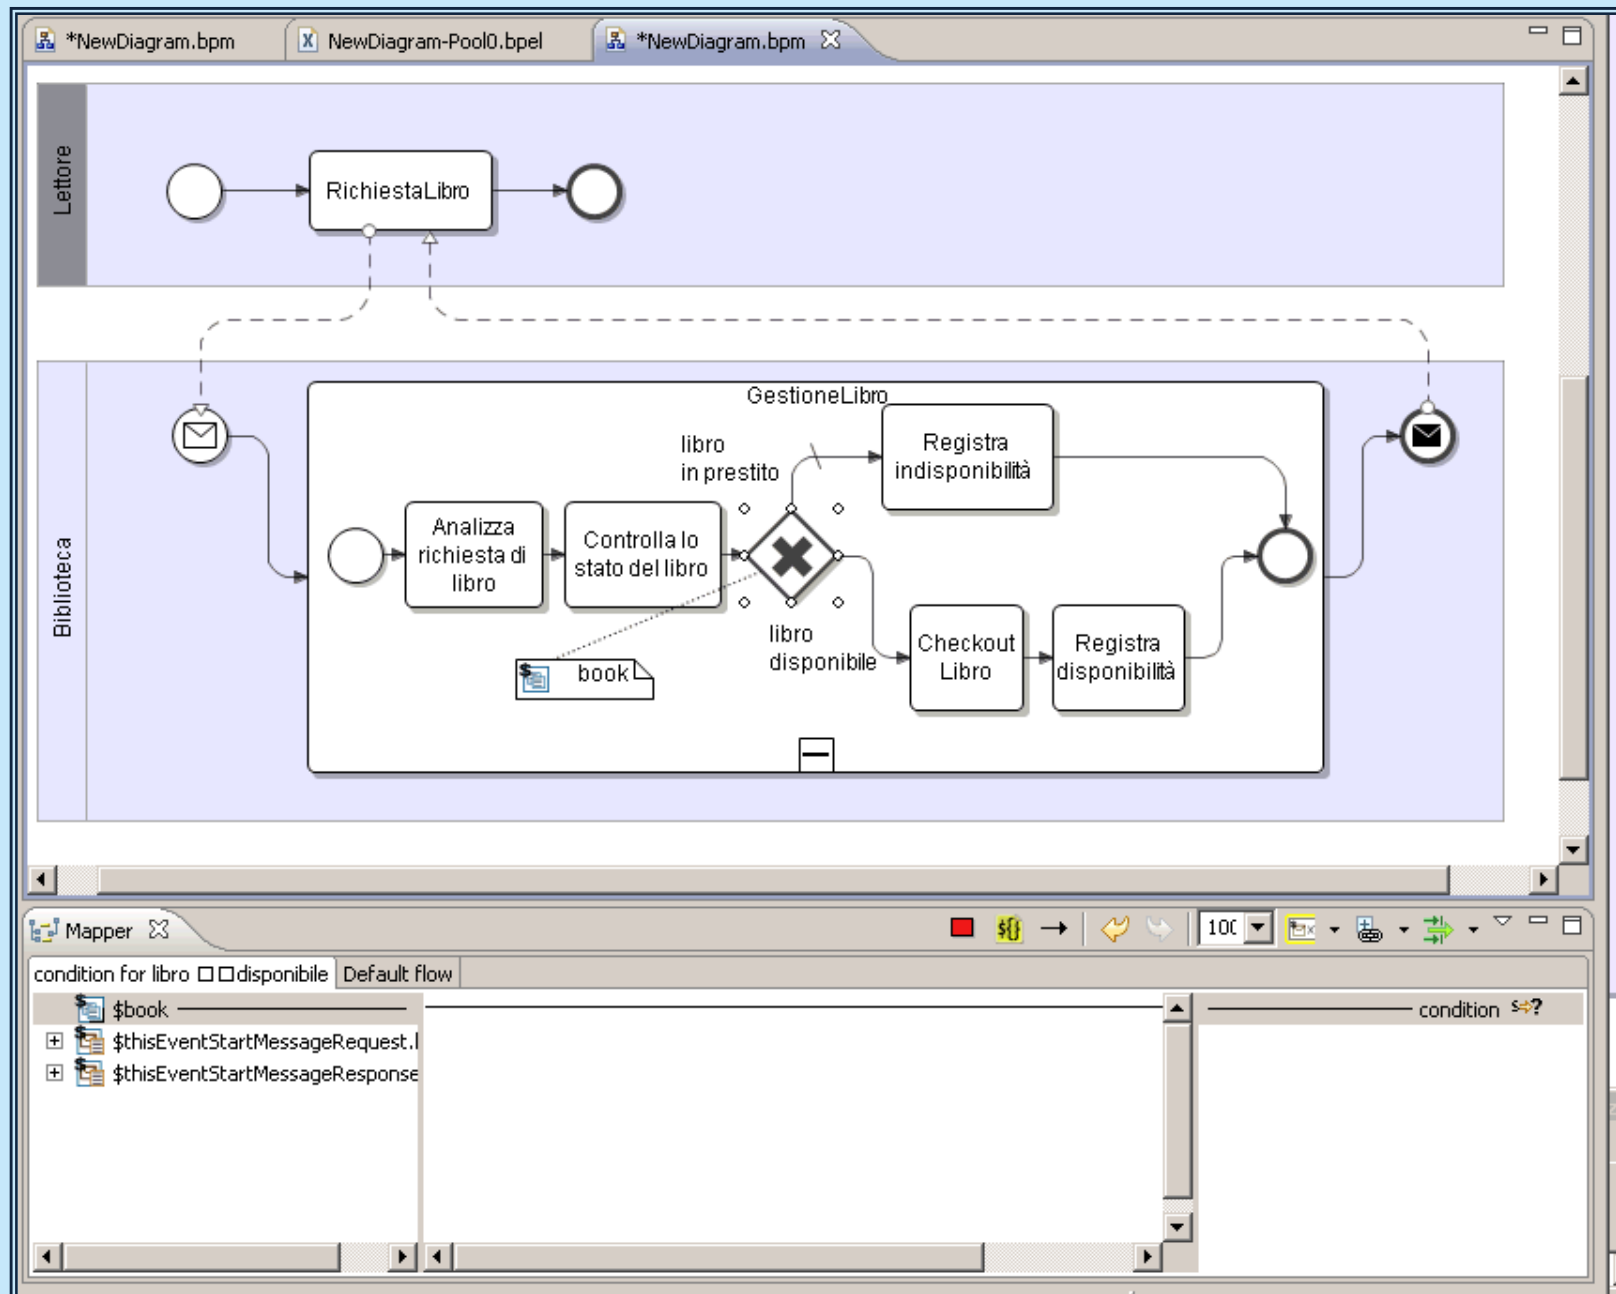 *NewDiagram.bpm
NewDiagram-Pool0.bpel
*NewDiagram.bpm
Lettore
RichiestaLibro
Biblioteca
GestioneLibro
libro
in prestito
Registra
indisponibilità
Analizza
richiesta di
libro
Controlla lo
stato del libro
book
libro
disponibile
Checkout
Libro
Registra
disponibilità
Mapper
100
condition for libro □□disponibile
Default flow
$book
condition
$thisEventStartMessageRequest.
$thisEventStartMessageResponse